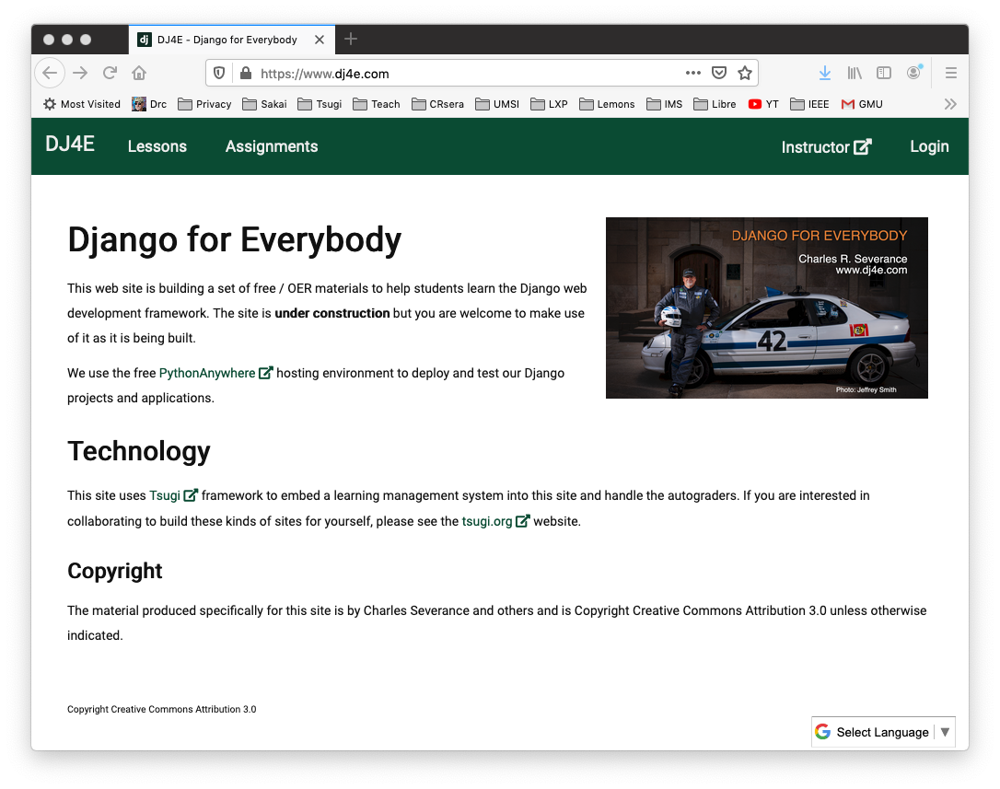 dj DJ4E - Django for Everybody
https://www.dj4e.com
Most Visited Drc Privacy Sakai Tsugi Teach CRsera UMSI LXP Lemons IMS Libre YT IEEE GMU
DJ4E Lessons Assignments Instructor Login
Django for Everybody
This web site is building a set of free / OER materials to help students learn the Django web
development framework. The site is under construction but you are welcome to make use
of it as it is being built.
We use the free PythonAnywhere hosting environment to deploy and test our Django
projects and applications.
DJANGO FOR EVERYBODY
Charles R. Severance
www.dj4e.com
42
Photo: Jeffrey Smith
Technology
This site uses Tsugi framework to embed a learning management system into this site and handle the autograders. If you are interested in
collaborating to build these kinds of sites for yourself, please see the tsugi.org website.
Copyright
The material produced specifically for this site is by Charles Severance and others and is Copyright Creative Commons Attribution 3.0 unless otherwise
indicated.
Copyright Creative Commons Attribution 3.0
Select Language